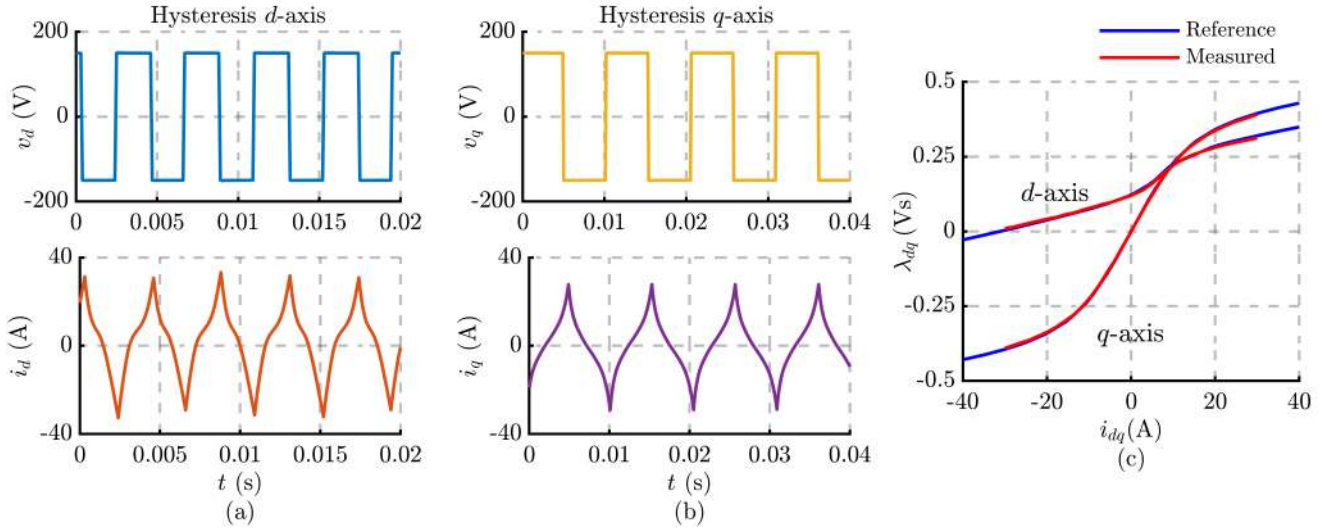 Hysteresis d-axis
200
0
-200
v_d (V)
0 0.005 0.01 0.015 0.02
40
0
-40
i_d (A)
0 0.005 0.01 0.015 0.02
t (s)
(a)
Hysteresis q-axis
200
0
-200
v_q (V)
0 0.01 0.02 0.03 0.04
40
0
-40
i_q (A)
0 0.01 0.02 0.03 0.04
t (s)
(b)
Reference
Measured
0.5
0.25
0
-0.25
-0.5
λ_dq (Vs)
d-axis
q-axis
-40 -20 0 20 40
i_dq(A)
(c)